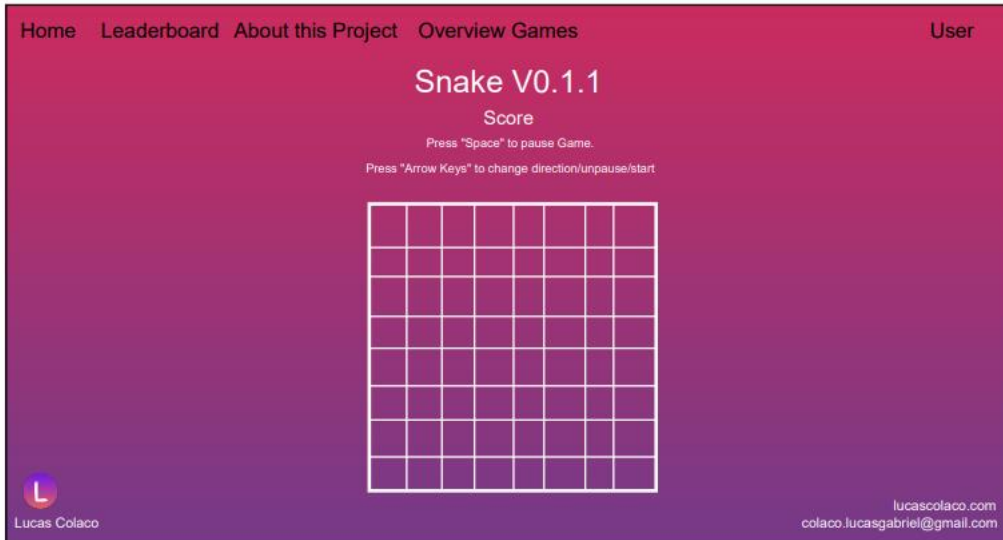 Home Leaderboard About this Project Overview Games User
Snake V0.1.1
Score
Press "Space" to pause Game.
Press "Arrow Keys" to change direction/unpause/start
L
Lucas Colaco
lucascolaco.com
colaco.lucasgabriel@gmail.com